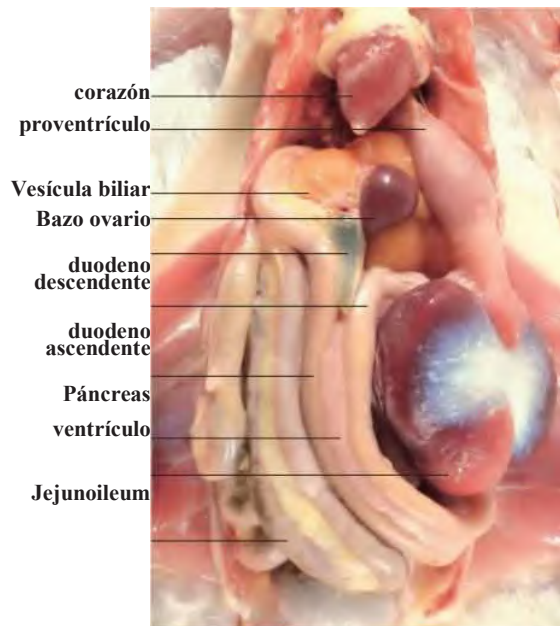 corazón
proventrículo
Vesícula biliar
Bazo ovario
duodeno
descendente
duodeno
ascendente
Páncreas
ventrículo
Jejunoileum